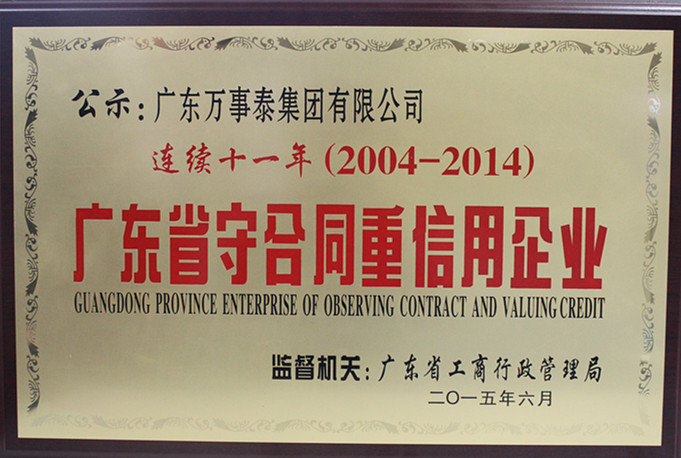 公示：广东万事泰集团有限公司
连续十一年(2004-2014)
广东省守合同重信用企业
GUANGDONG PROVINCE ENTERPRISE OF OBSERVING CONTRACT AND VALUING CREDIT
监督机关：广东省工商行政管理局
二〇一五年六月